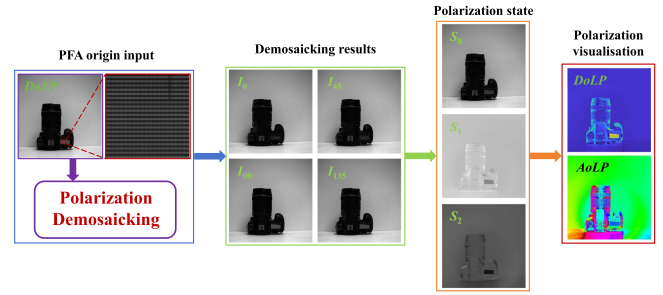 PFA origin input
DoFP
Polarization
Demosaicking
Demosaicking results
I0
I45
I90
I135
Polarization state
S0
S1
S2
Polarization
visualisation
DoLP
AoLP